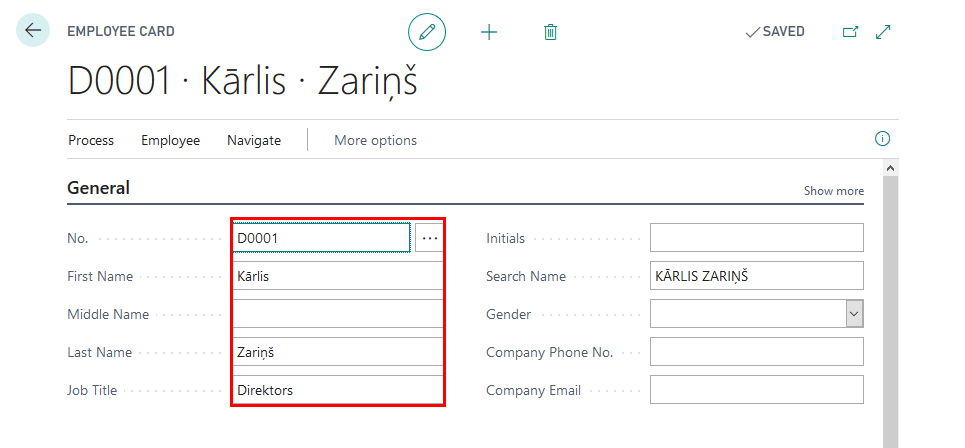 EMPLOYEE CARD
SAVED
D0001 · Kārlis · Zariņš
Process Employee Navigate More options
General Show more
No. D0001 ... Initials
First Name Kārlis Search Name KĀRLIS ZARIŅŠ
Middle Name Gender
Last Name Zariņš Company Phone No.
Job Title Direktors Company Email